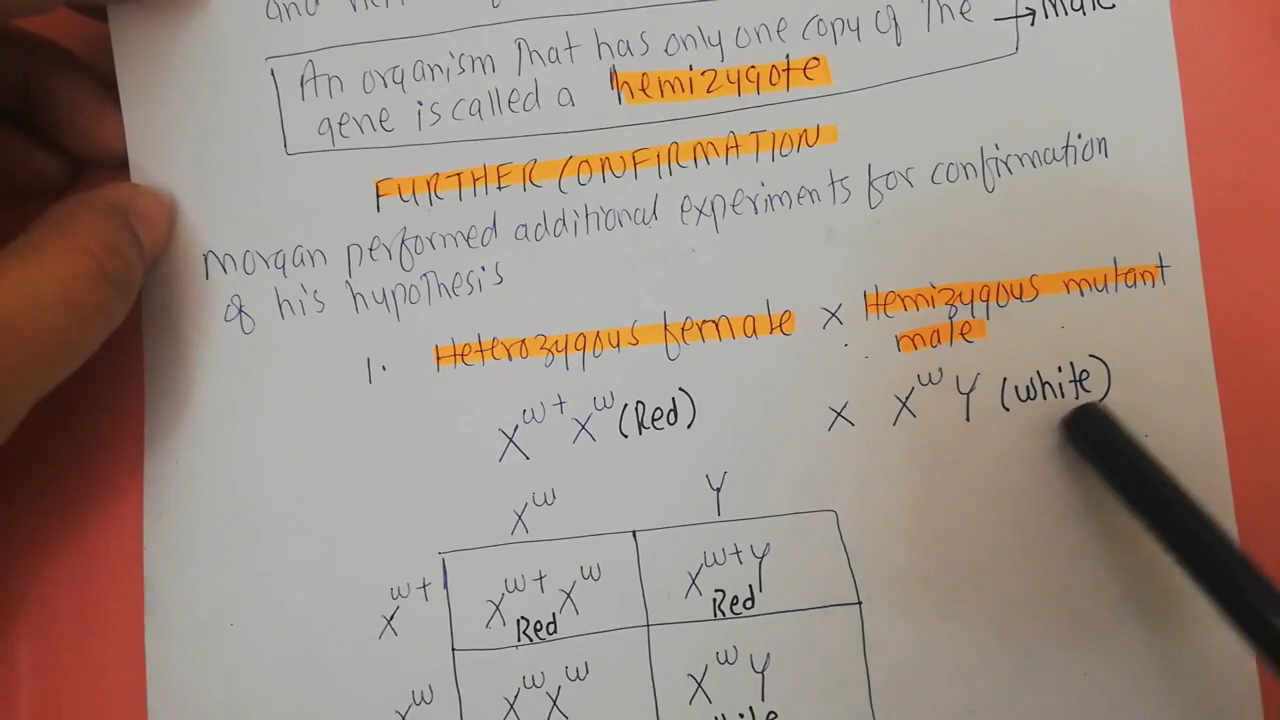 and
An organism That has only one copy of The → male
gene is called a hemizygote
FURTHER CONFIRMATION
Morgan performed additional experiments for confirmation
of his hypothesis
1. Heterozygous female × Hemizygous mutant
male
X^w+ X^w (Red) × X^w Y (white)
X^w Y
X^w+ X^w+ X^w X^w+ Y
Red Red
X^w X^w X^w X^w Y